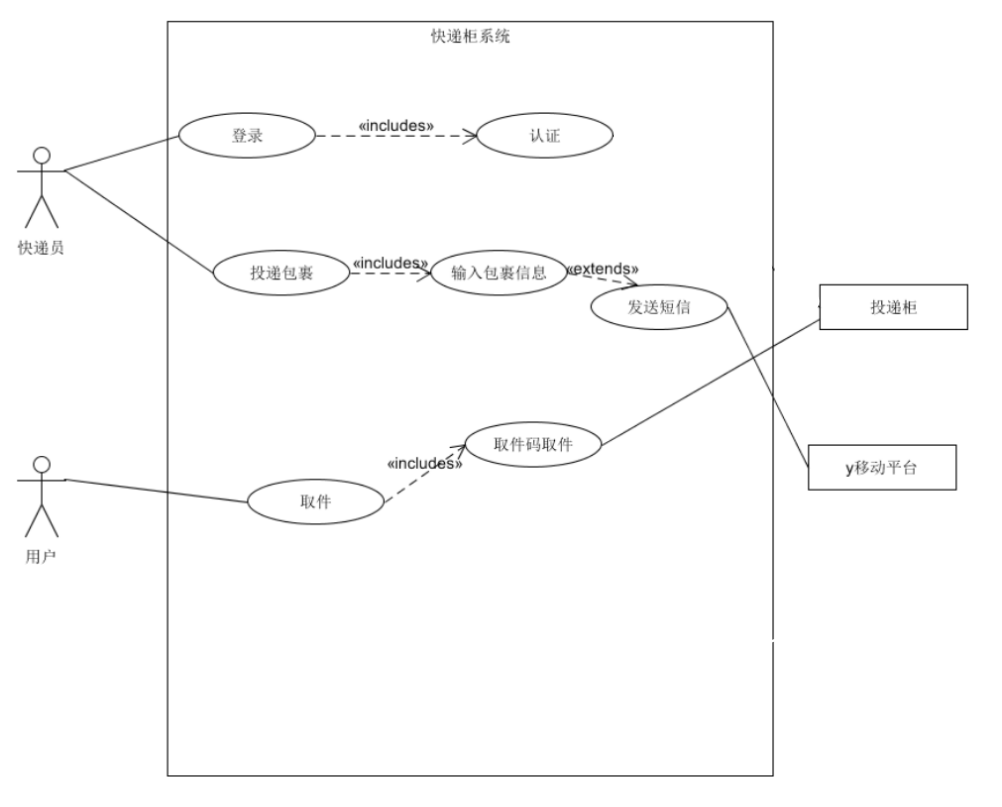 快递柜系统
登录
«includes»
认证
快递员
投递包裹
«includes»
输入包裹信息
«extends»
发送短信
投递柜
取件码取件
«includes»
y移动平台
取件
用户